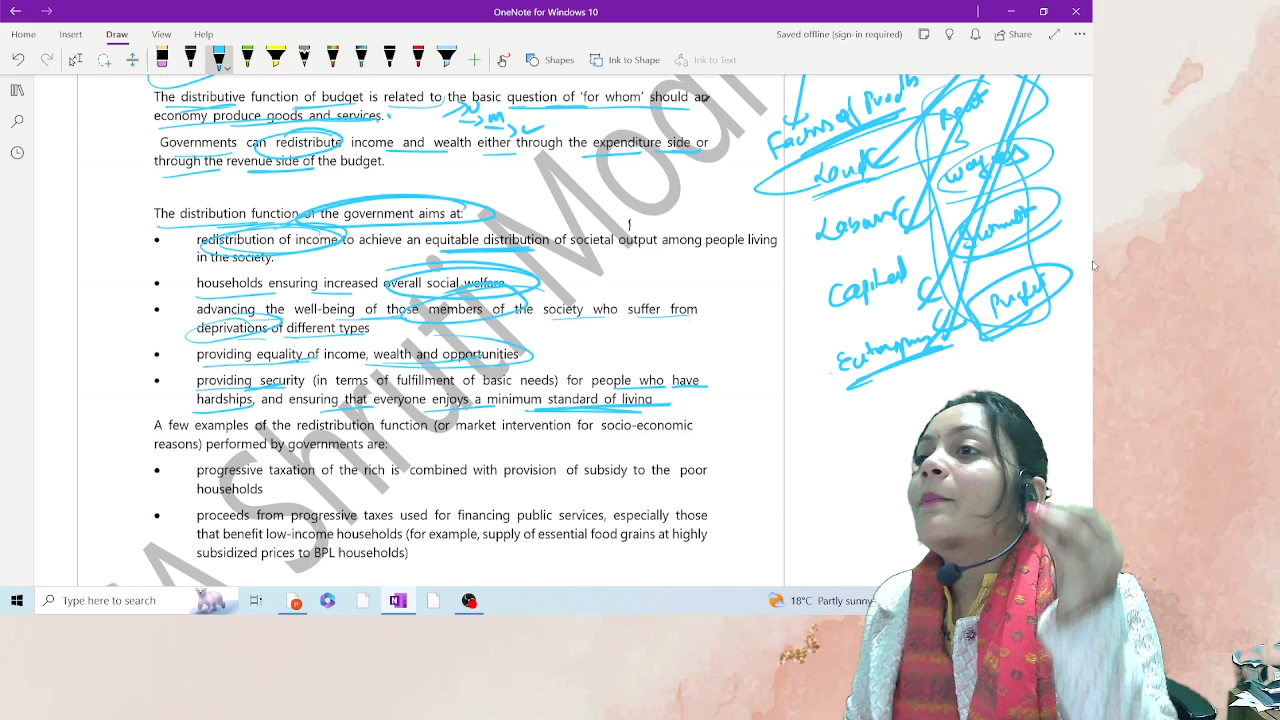 OneNote for Windows 10
Home Insert Draw View Help
Saved offline (sign-in required) Share
Shapes Ink to Shape Ink to Text
The distributive function of budget is related to the basic question of 'for whom' should an
economy produce goods and services.
Governments can redistribute income and wealth either through the expenditure side or
through the revenue side of the budget.
The distribution function of the government aims at:
• redistribution of income to achieve an equitable distribution of societal output among people living
in the society.
• households ensuring increased overall social welfare
• advancing the well-being of those members of the society who suffer from
deprivations of different types
• providing equality of income, wealth and opportunities
• providing security (in terms of fulfillment of basic needs) for people who have
hardships, and ensuring that everyone enjoys a minimum standard of living
A few examples of the redistribution function (or market intervention for socio-economic
reasons) performed by governments are:
• progressive taxation of the rich is combined with provision of subsidy to the poor
households
• proceeds from progressive taxes used for financing public services, especially those
that benefit low-income households (for example, supply of essential food grains at highly
subsidized prices to BPL households)
Factors of Prodn
Land
Labour
Capital
Rent
Wages
Profit
Shruti Modi
Type here to search
18°C Partly sunny